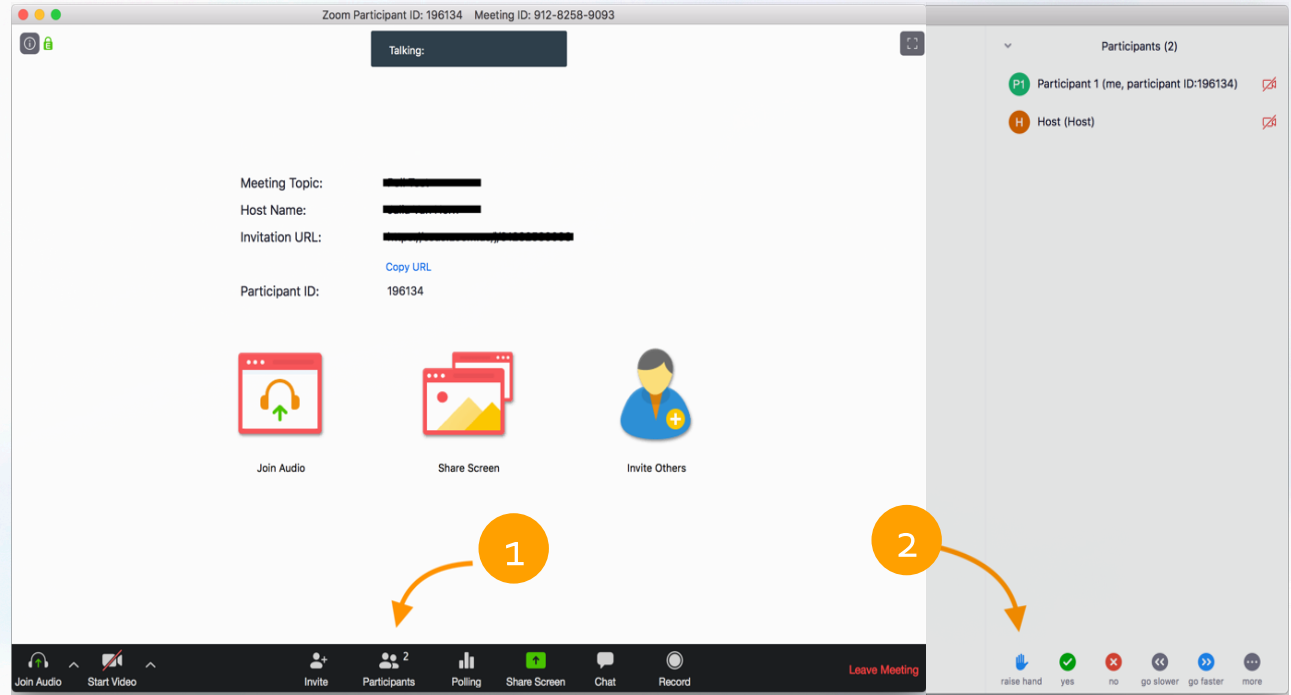 Zoom Participant ID: 196134 Meeting ID: 912-8258-9093
Talking:
Meeting Topic:
Host Name:
Invitation URL:
Copy URL
Participant ID: 196134
Join Audio Share Screen Invite Others
1
Join Audio Start Video Invite Participants 2 Polling Share Screen Chat Record Leave Meeting
Participants (2)
P1 Participant 1 (me, participant ID:196134)
H Host (Host)
2
raise hand yes no go slower go faster more